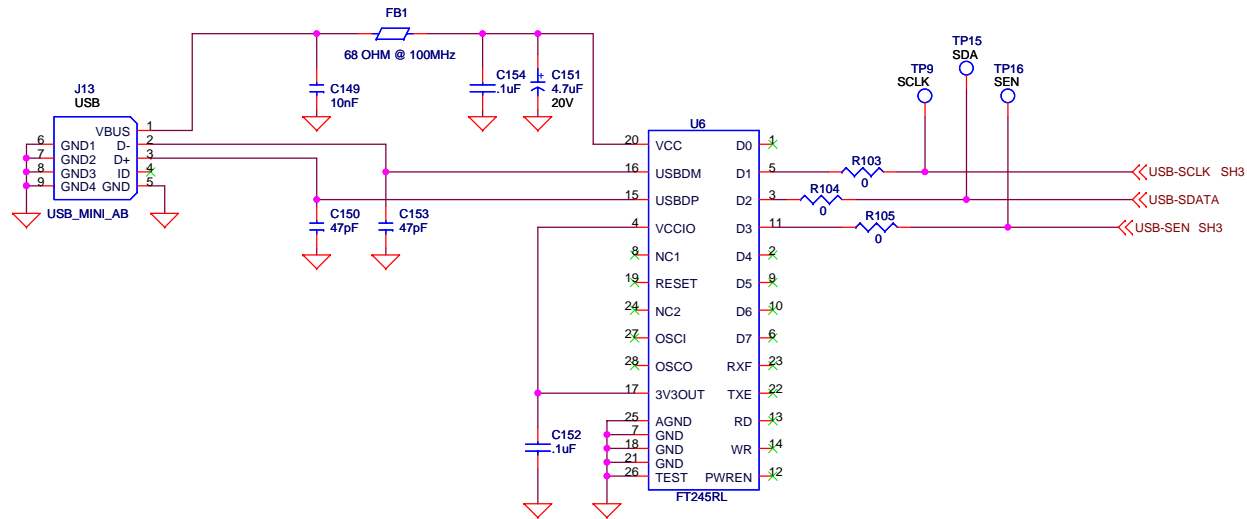 FB1
68 OHM @ 100MHz
C149
10nF
C154
.1uF
C151
4.7uF
20V
+
J13
USB
VBUS 1
D- 2
D+ 3
ID 4
GND 5
6 GND1
7 GND2
8 GND3
9 GND4
USB_MINI_AB
C150
47pF
C153
47pF
C152
.1uF
U6
20 VCC
16 USBDM
15 USBDP
4 VCCIO
8 NC1
19 RESET
24 NC2
27 OSCI
28 OSCO
17 3V3OUT
25 AGND
7 GND
18 GND
21 GND
26 TEST
D0 1
D1 5
D2 3
D3 11
D4 2
D5 9
D6 10
D7 6
RXF 23
TXE 22
RD 13
WR 14
PWREN 12
FT245RL
TP9
SCLK
TP15
SDA
TP16
SEN
R103
0
R104
0
R105
0
USB-SCLK SH3
USB-SDATA
USB-SEN SH3